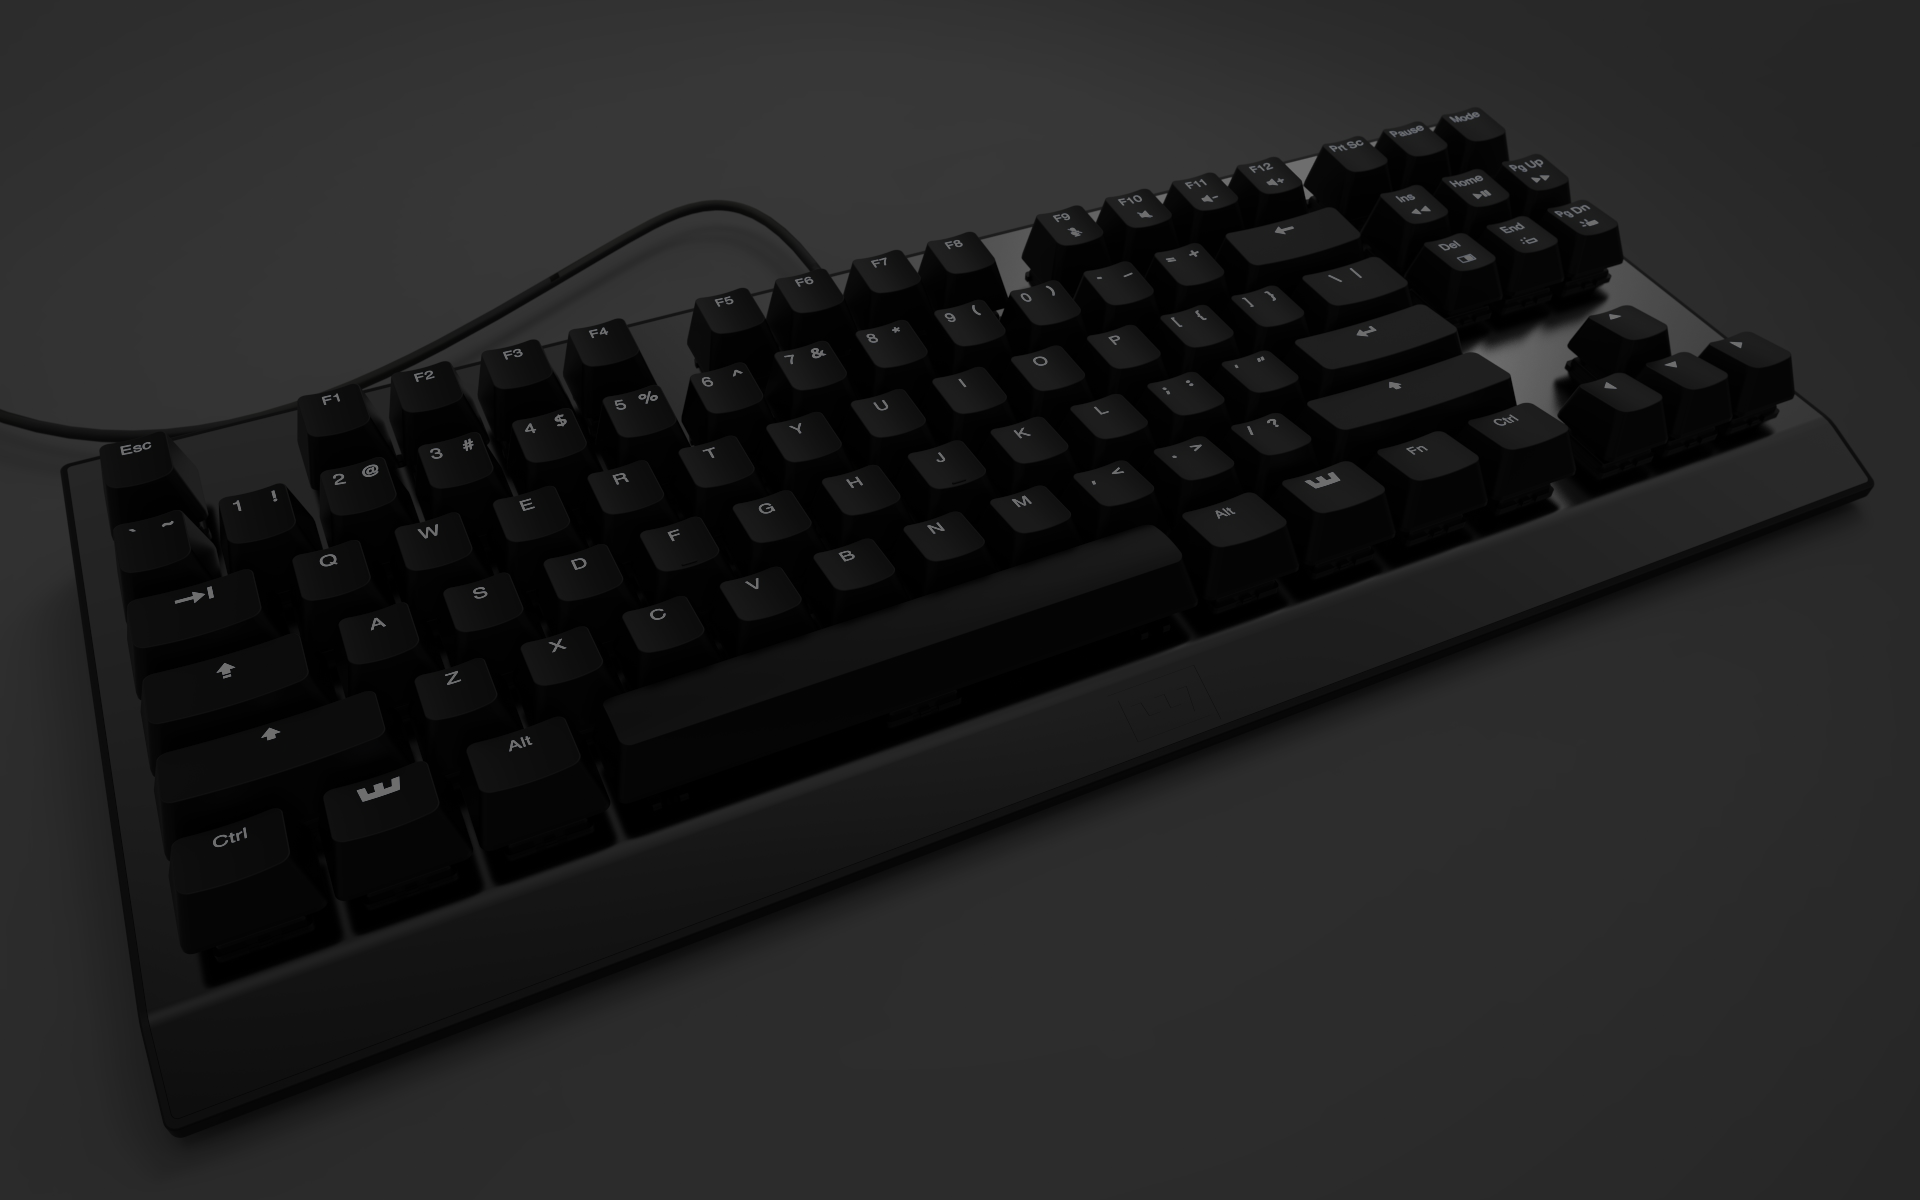 Esc F1 F2 F3 F4 F5 F6 F7 F8 F9 F10 F11 F12 Prt Sc Pause Mode
` ~ 1 ! 2 @ 3 # 4 $ 5 % 6 ^ 7 & 8 * 9 ( 0 ) - _ = + ← Ins Home Pg Up
Q W E R T Y U I O P [ { ] } \ | Del End Pg Dn
A S D F G H J K L ; : ' "
Z X C V B N M , < . > / ?
Ctrl Alt Alt Fn Ctrl